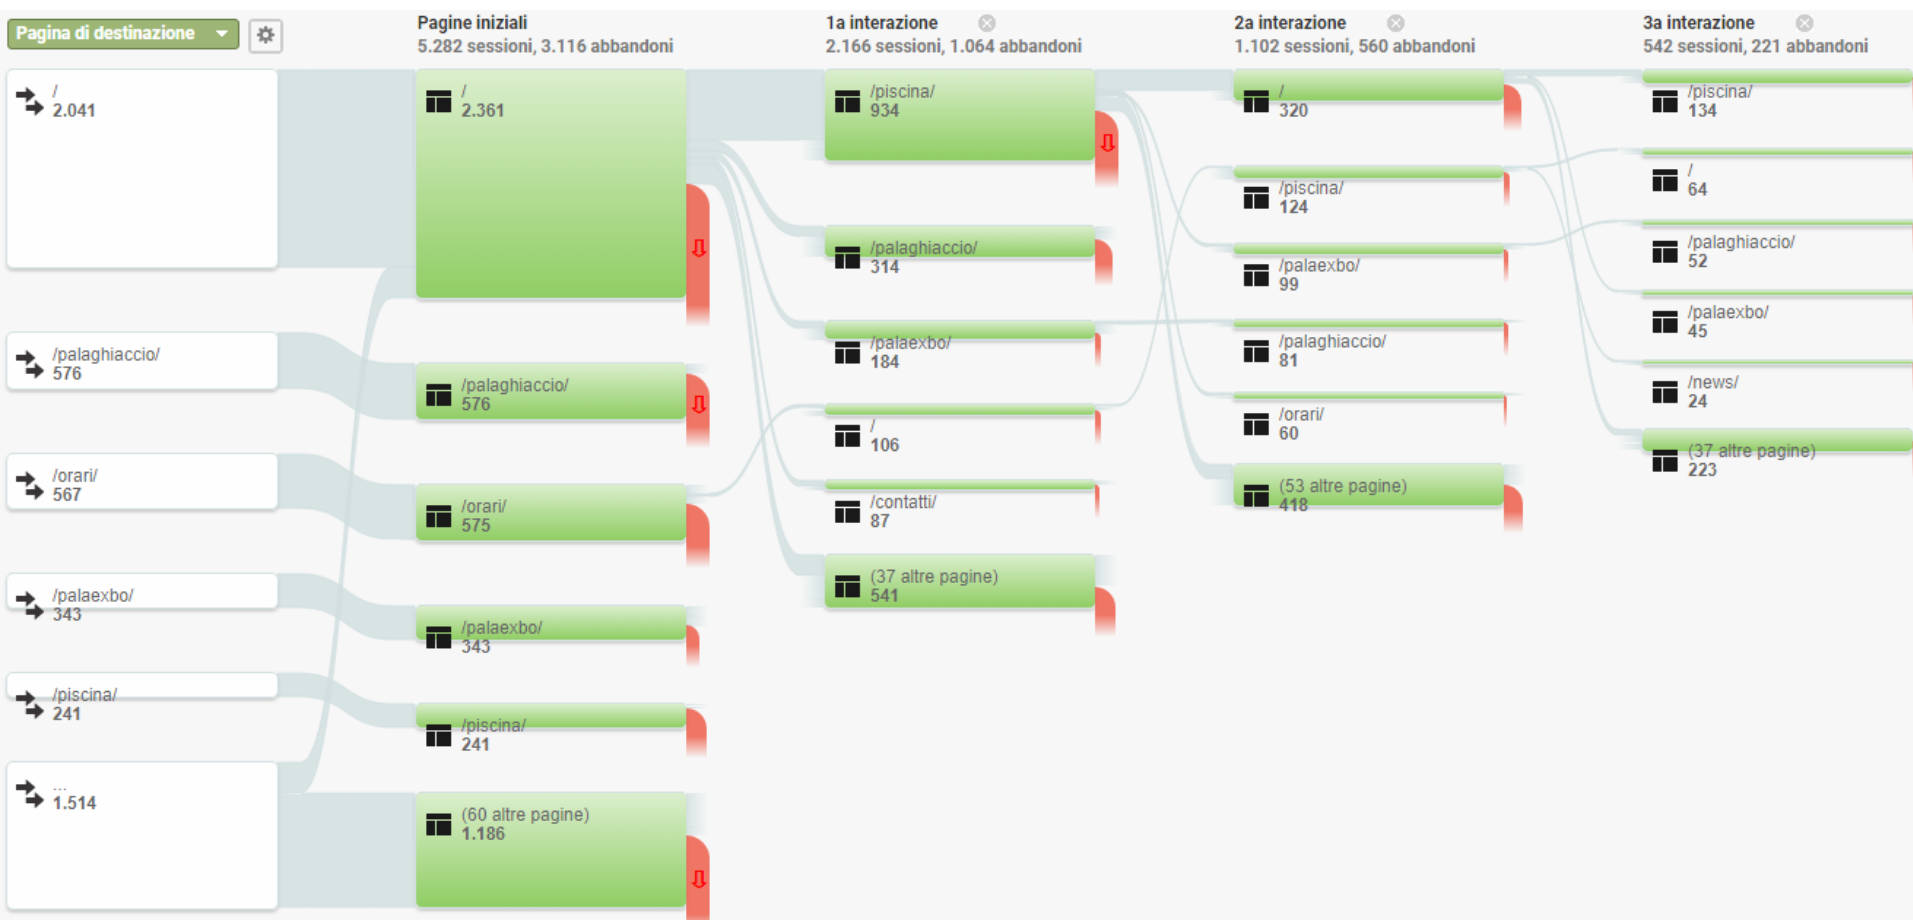 Pagina di destinazione
/
2.041
/palaghiaccio/
576
/orari/
567
/palaexbo/
343
/piscina/
241
...
1.514
Pagine iniziali
5.282 sessioni, 3.116 abbandoni
/
2.361
/palaghiaccio/
576
/orari/
575
/palaexbo/
343
/piscina/
241
(60 altre pagine)
1.186
1a interazione
2.166 sessioni, 1.064 abbandoni
/piscina/
934
/palaghiaccio/
314
/palaexbo/
184
/
106
/contatti/
87
(37 altre pagine)
541
2a interazione
1.102 sessioni, 560 abbandoni
/
320
/piscina/
124
/palaexbo/
99
/palaghiaccio/
81
/orari/
60
(53 altre pagine)
418
3a interazione
542 sessioni, 221 abbandoni
/piscina/
134
/
64
/palaghiaccio/
52
/palaexbo/
45
/news/
24
(37 altre pagine)
223